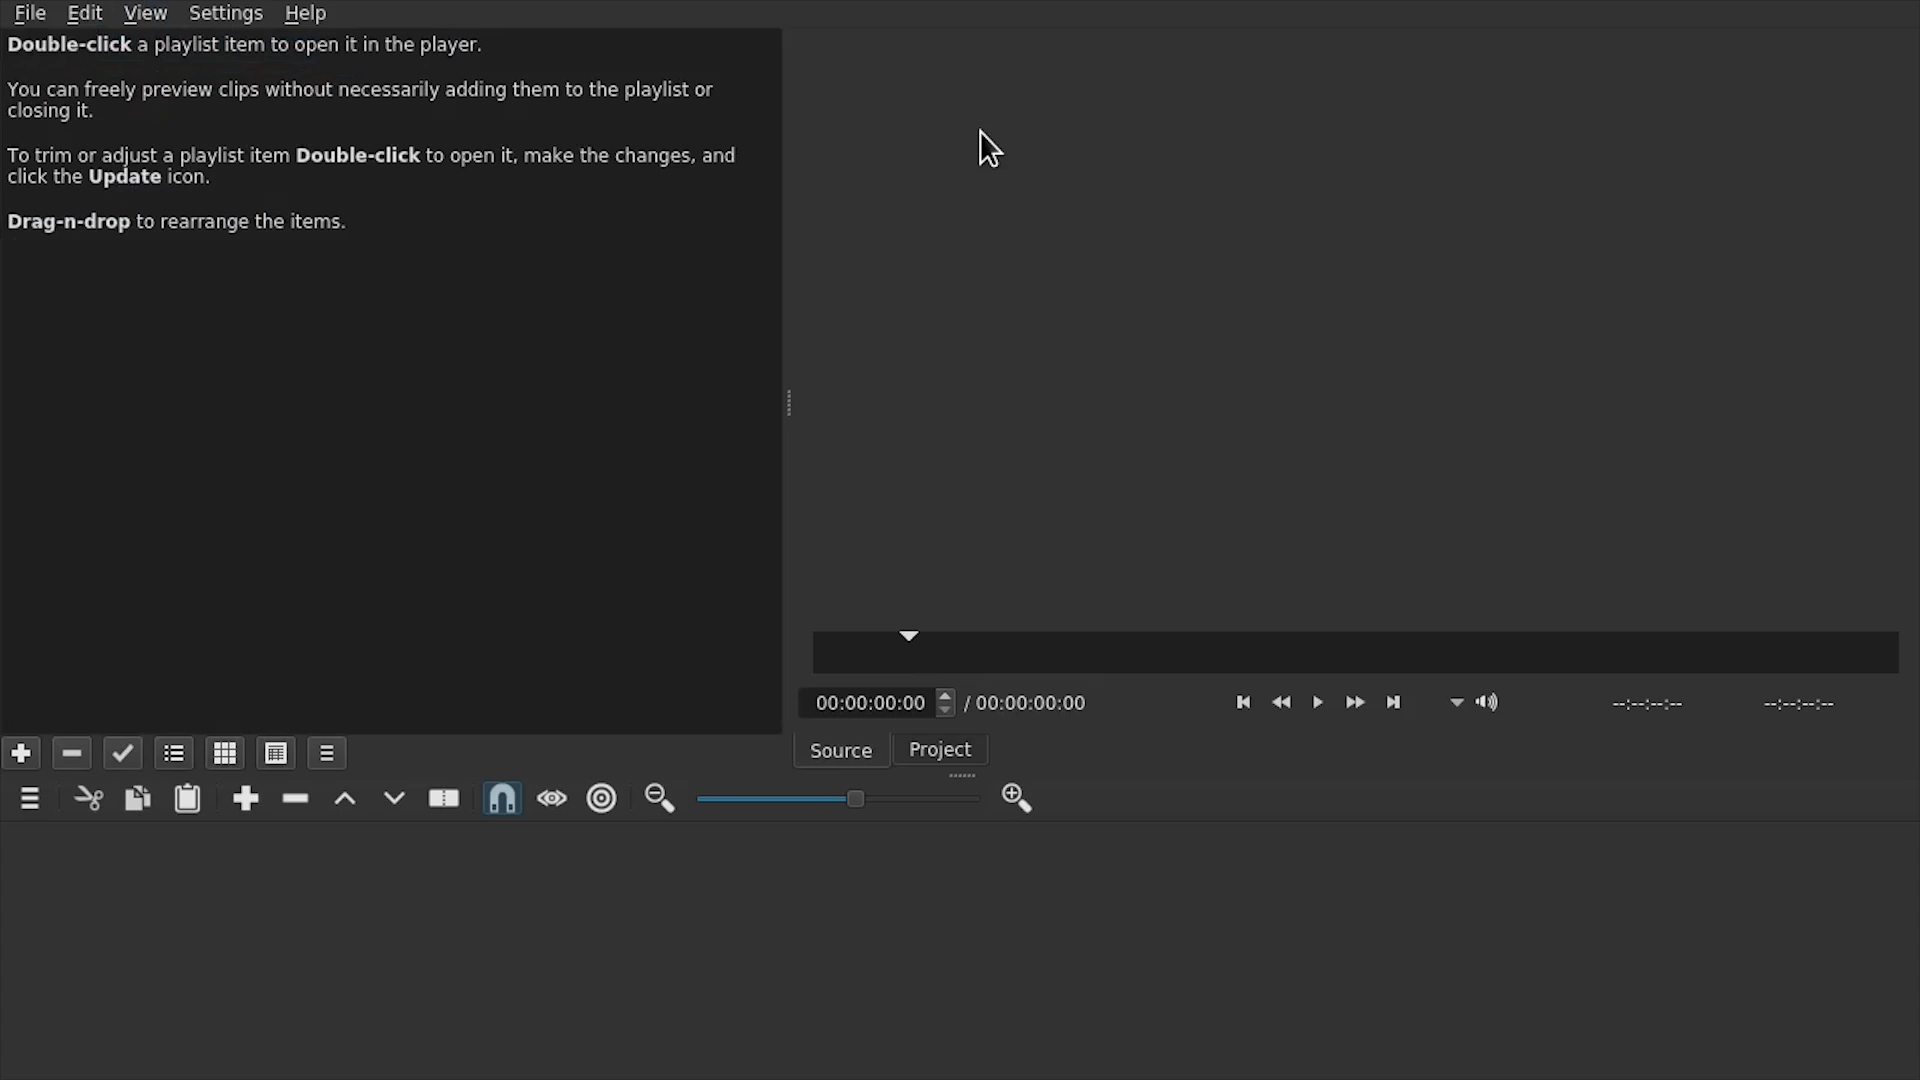 File Edit View Settings Help
Double-click a playlist item to open it in the player.
You can freely preview clips without necessarily adding them to the playlist or
closing it.
To trim or adjust a playlist item Double-click to open it, make the changes, and
click the Update icon.
Drag-n-drop to rearrange the items.
00:00:00:00 / 00:00:00:00 --:--:--:-- --:--:--:--
Source Project